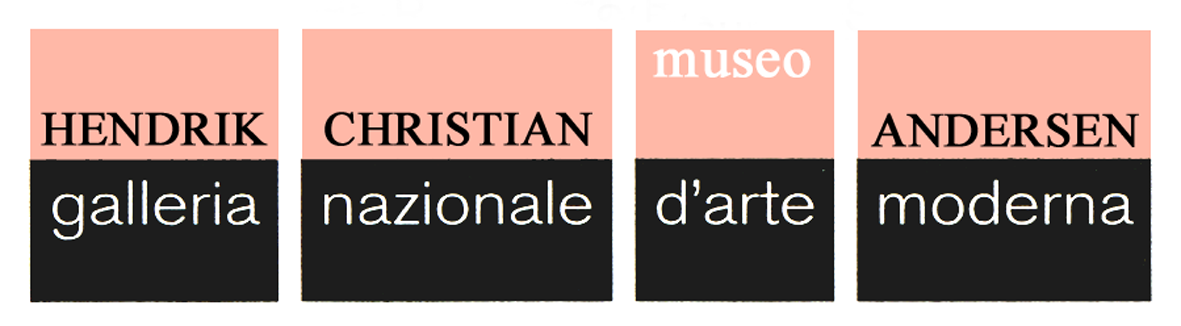 museo
HENDRIK CHRISTIAN ANDERSEN
galleria nazionale d'arte moderna